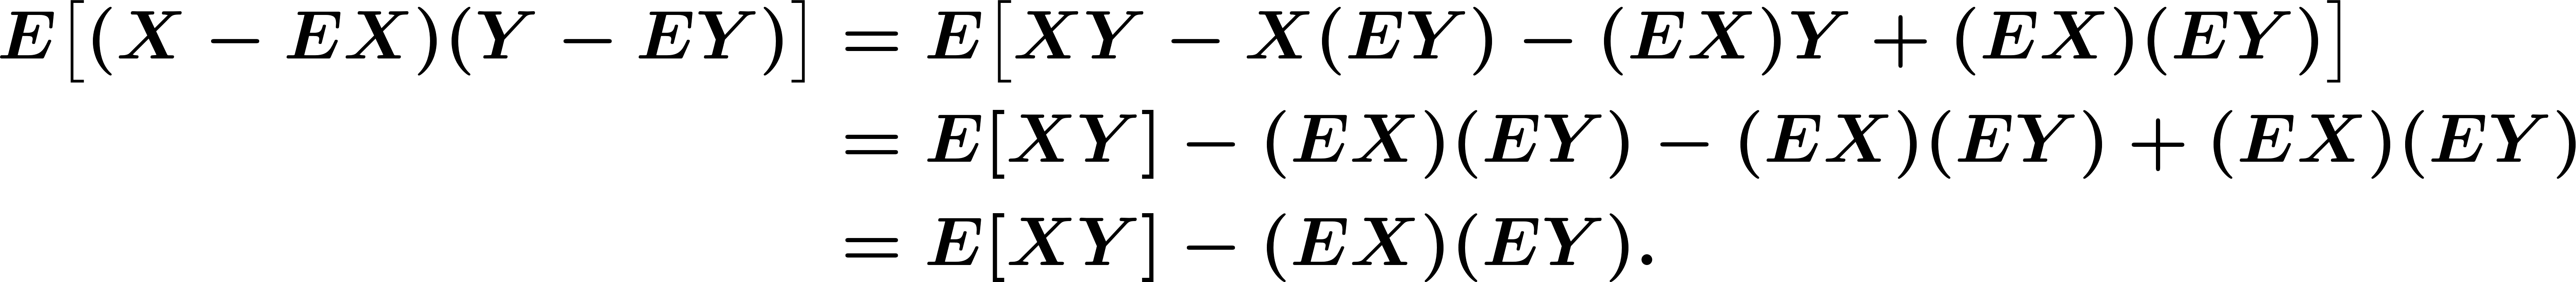 E[(X − EX)(Y − EY)] = E[XY − X(EY) − (EX)Y + (EX)(EY)]
= E[XY] − (EX)(EY) − (EX)(EY) + (EX)(EY)
= E[XY] − (EX)(EY).